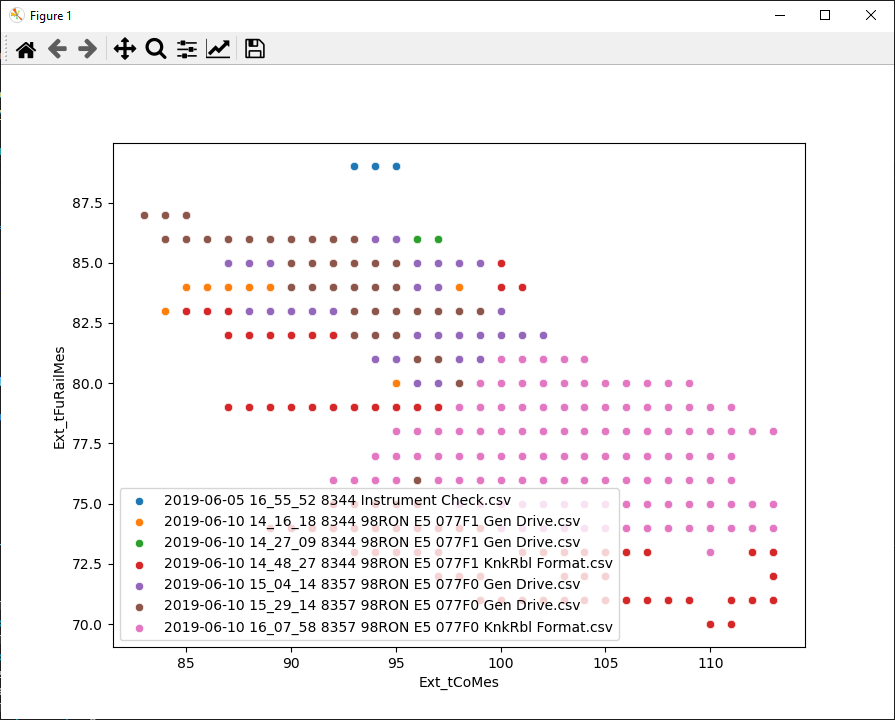 Figure 1
87.5
85.0
82.5
80.0
77.5
75.0
72.5
70.0
Ext_tFuRailMes
2019-06-05 16_55_52 8344 Instrument Check.csv
2019-06-10 14_16_18 8344 98RON E5 077F1 Gen Drive.csv
2019-06-10 14_27_09 8344 98RON E5 077F1 Gen Drive.csv
2019-06-10 14_48_27 8344 98RON E5 077F1 KnkRbl Format.csv
2019-06-10 15_04_14 8357 98RON E5 077F0 Gen Drive.csv
2019-06-10 15_29_14 8357 98RON E5 077F0 Gen Drive.csv
2019-06-10 16_07_58 8357 98RON E5 077F0 KnkRbl Format.csv
85 90 95 100 105 110
Ext_tCoMes